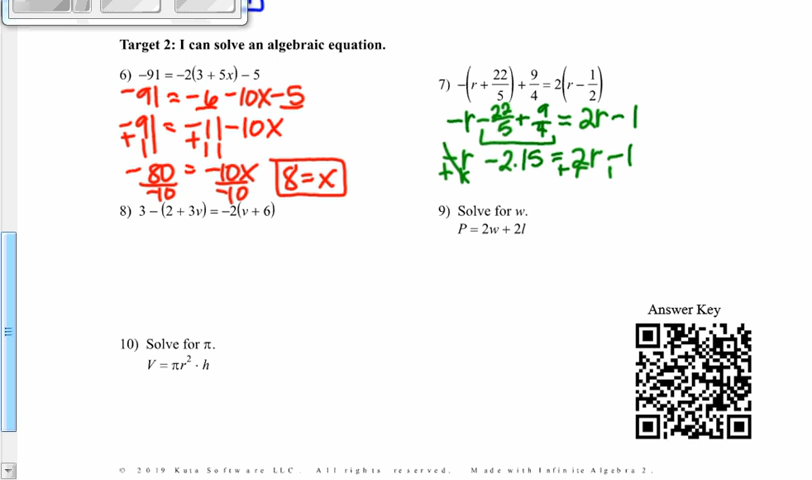 Target 2: I can solve an algebraic equation.
6) −91 = −2(3 + 5x) − 5
-91 = -6 -10x -5
-91 = -11 -10x
+11 +11
-80 = -10x
-10 -10
8 = x
7) −(r + 22/5) + 9/4 = 2(r − 1/2)
-r - 22/5 + 9/4 = 2r - 1
-r - 2.15 = 2r - 1
+r +r
8) 3 − (2 + 3v) = −2(v + 6)
9) Solve for w.
P = 2w + 2l
Answer Key
10) Solve for π.
V = πr² · h
© 2019 Kuta Software LLC. All rights reserved. Made with Infinite Algebra 2.